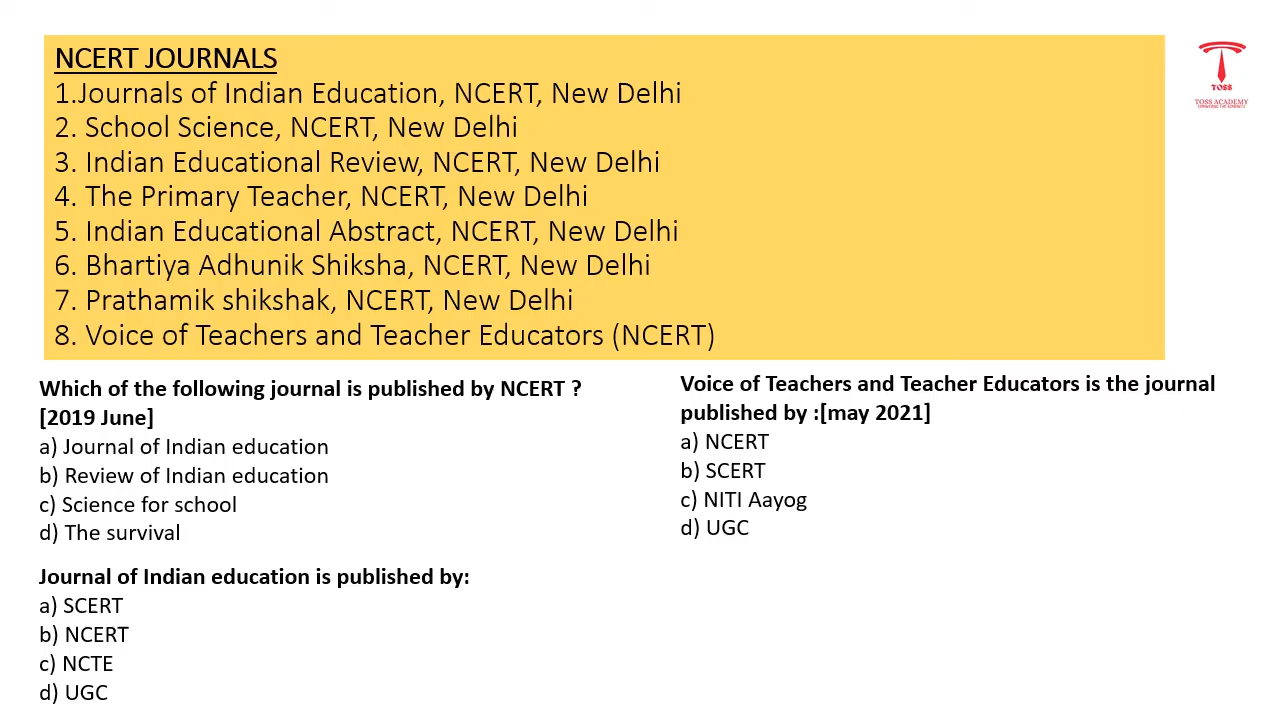 NCERT JOURNALS
1.Journals of Indian Education, NCERT, New Delhi
2. School Science, NCERT, New Delhi
3. Indian Educational Review, NCERT, New Delhi
4. The Primary Teacher, NCERT, New Delhi
5. Indian Educational Abstract, NCERT, New Delhi
6. Bhartiya Adhunik Shiksha, NCERT, New Delhi
7. Prathamik shikshak, NCERT, New Delhi
8. Voice of Teachers and Teacher Educators (NCERT)
TOSS
TOSS ACADEMY
Which of the following journal is published by NCERT ?
[2019 June]
a) Journal of Indian education
b) Review of Indian education
c) Science for school
d) The survival
Journal of Indian education is published by:
a) SCERT
b) NCERT
c) NCTE
d) UGC
Voice of Teachers and Teacher Educators is the journal
published by :[may 2021]
a) NCERT
b) SCERT
c) NITI Aayog
d) UGC